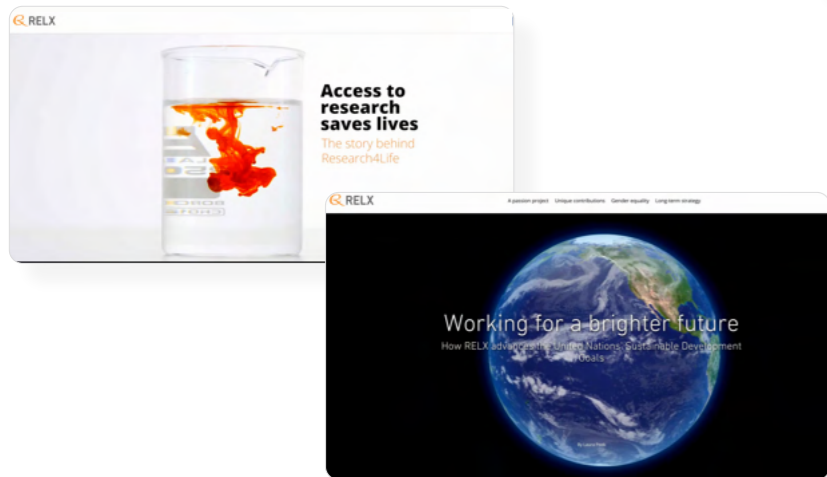 RELX
Access to
research
saves lives
The story behind
Research4Life
RELX
A passion project Unique contributions Gender equality Long-term strategy
Working for a brighter future
How RELX advances the United Nations' Sustainable Development
Goals